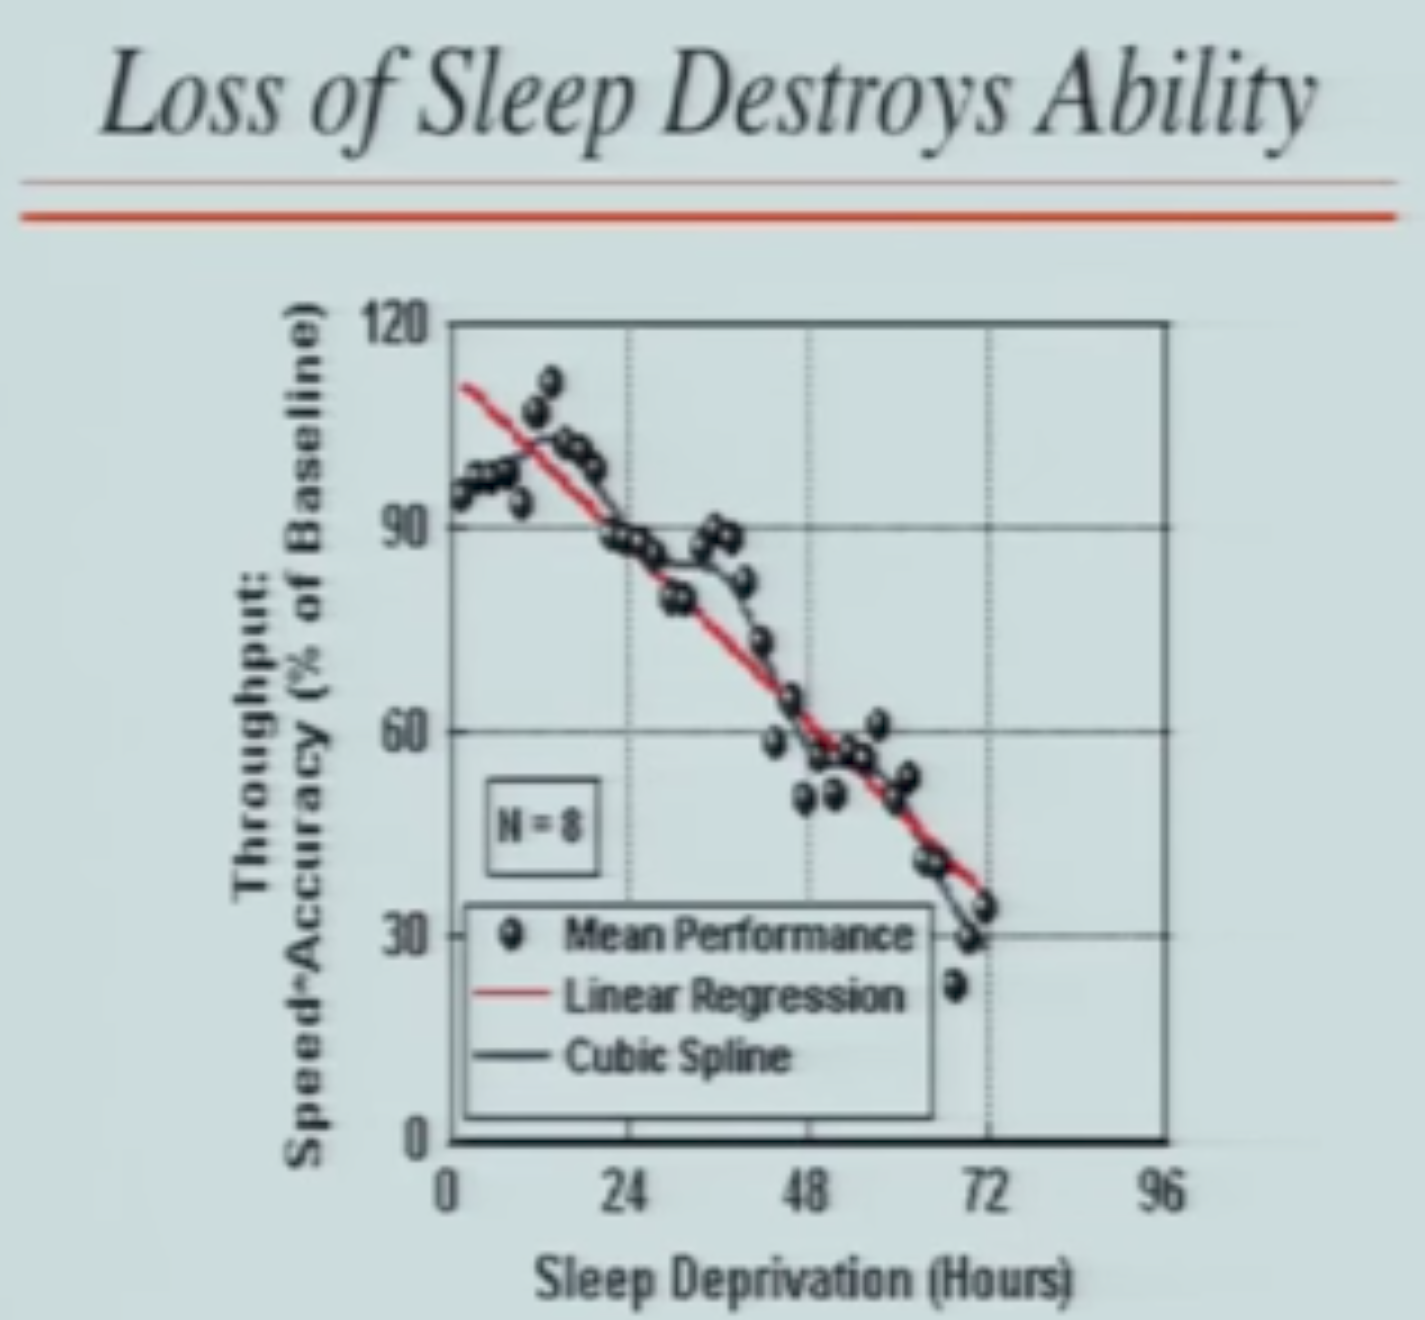 Loss of Sleep Destroys Ability
Throughput:
Speed*Accuracy (% of Baseline)
120
90
60
30
0
N = 8
Mean Performance
Linear Regression
Cubic Spline
0 24 48 72 96
Sleep Deprivation (Hours)